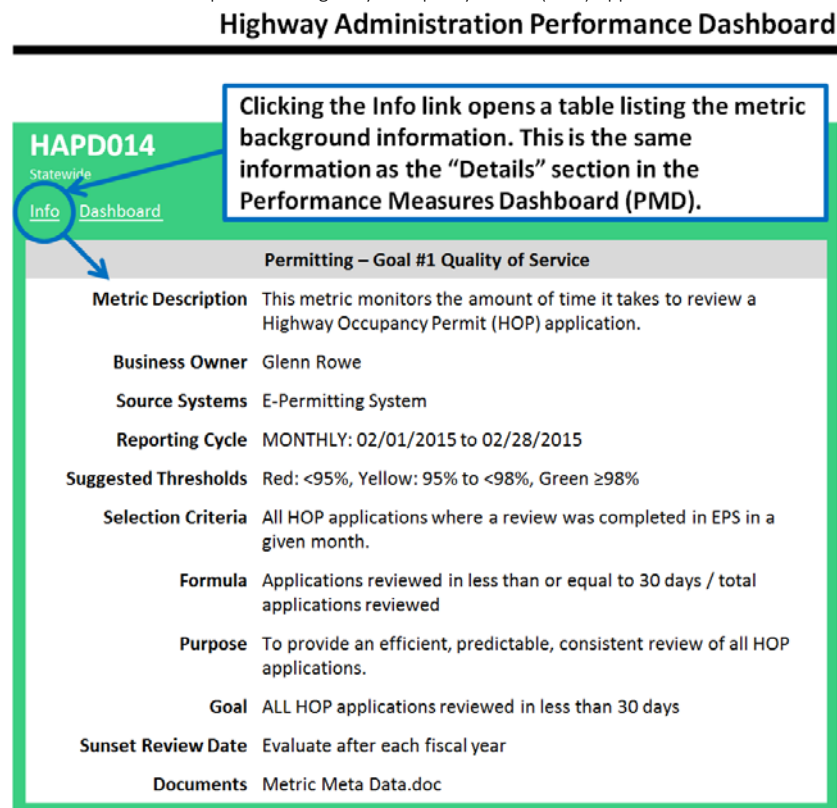 Highway Administration Performance Dashboard
Clicking the Info link opens a table listing the metric
background information. This is the same
information as the “Details” section in the
Performance Measures Dashboard (PMD).
HAPD014
Statewide
Info Dashboard
Permitting – Goal #1 Quality of Service
Metric Description This metric monitors the amount of time it takes to review a
Highway Occupancy Permit (HOP) application.
Business Owner Glenn Rowe
Source Systems E-Permitting System
Reporting Cycle MONTHLY: 02/01/2015 to 02/28/2015
Suggested Thresholds Red: <95%, Yellow: 95% to <98%, Green ≥98%
Selection Criteria All HOP applications where a review was completed in EPS in a
given month.
Formula Applications reviewed in less than or equal to 30 days / total
applications reviewed
Purpose To provide an efficient, predictable, consistent review of all HOP
applications.
Goal ALL HOP applications reviewed in less than 30 days
Sunset Review Date Evaluate after each fiscal year
Documents Metric Meta Data.doc